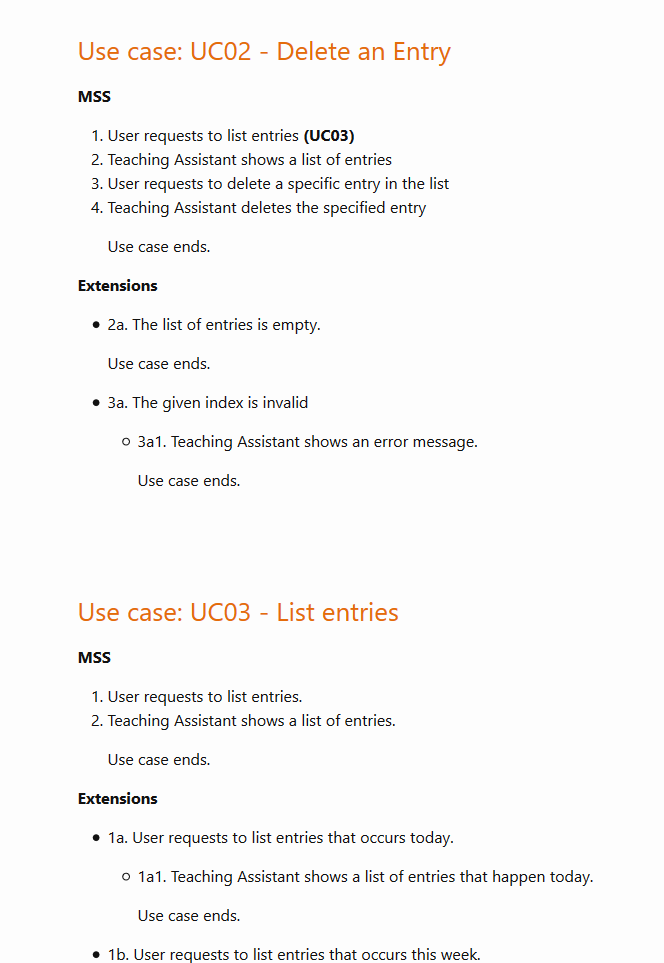 Use case: UC02 - Delete an Entry
MSS
1. User requests to list entries (UC03)
2. Teaching Assistant shows a list of entries
3. User requests to delete a specific entry in the list
4. Teaching Assistant deletes the specified entry
Use case ends.
Extensions
• 2a. The list of entries is empty.
Use case ends.
• 3a. The given index is invalid
○ 3a1. Teaching Assistant shows an error message.
Use case ends.
Use case: UC03 - List entries
MSS
1. User requests to list entries.
2. Teaching Assistant shows a list of entries.
Use case ends.
Extensions
• 1a. User requests to list entries that occurs today.
○ 1a1. Teaching Assistant shows a list of entries that happen today.
Use case ends.
• 1b. User requests to list entries that occurs this week.